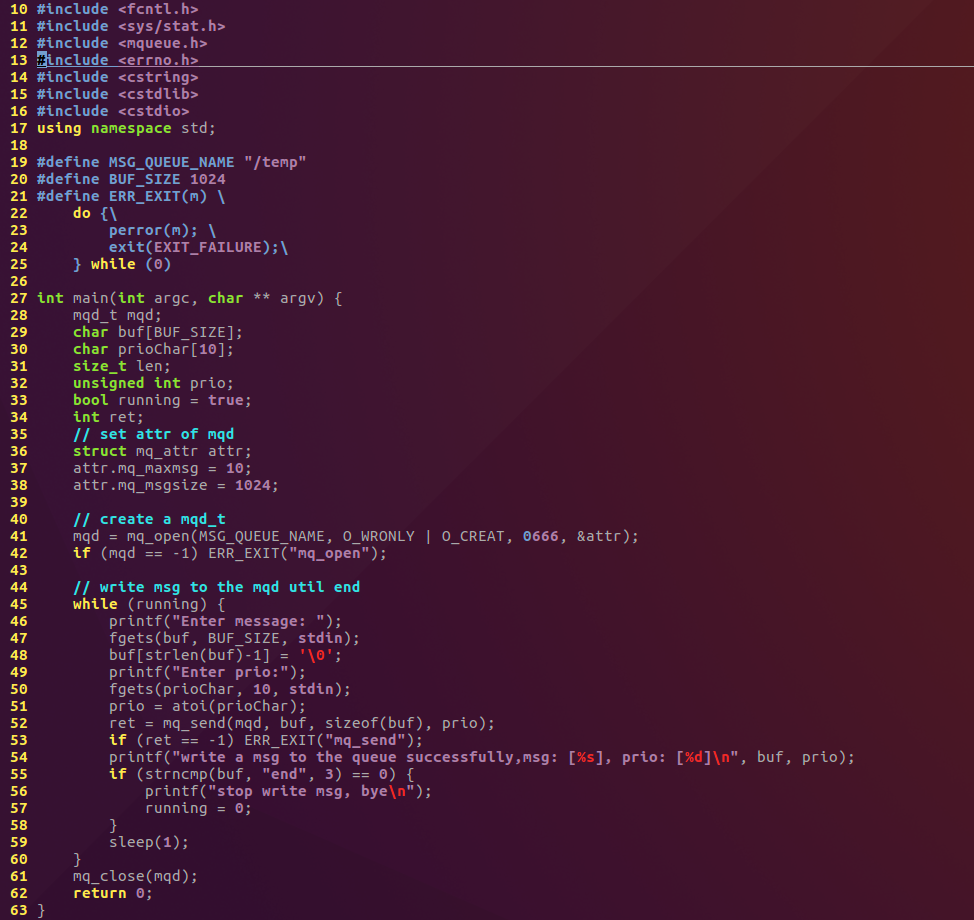 10 #include <fcntl.h>
11 #include <sys/stat.h>
12 #include <mqueue.h>
13 #include <errno.h>
14 #include <cstring>
15 #include <cstdlib>
16 #include <cstdio>
17 using namespace std;
18
19 #define MSG_QUEUE_NAME "/temp"
20 #define BUF_SIZE 1024
21 #define ERR_EXIT(m) \
22     do {\
23         perror(m); \
24         exit(EXIT_FAILURE);\
25     } while (0)
26
27 int main(int argc, char ** argv) {
28     mqd_t mqd;
29     char buf[BUF_SIZE];
30     char prioChar[10];
31     size_t len;
32     unsigned int prio;
33     bool running = true;
34     int ret;
35     // set attr of mqd
36     struct mq_attr attr;
37     attr.mq_maxmsg = 10;
38     attr.mq_msgsize = 1024;
39
40     // create a mqd_t
41     mqd = mq_open(MSG_QUEUE_NAME, O_WRONLY | O_CREAT, 0666, &attr);
42     if (mqd == -1) ERR_EXIT("mq_open");
43
44     // write msg to the mqd util end
45     while (running) {
46         printf("Enter message: ");
47         fgets(buf, BUF_SIZE, stdin);
48         buf[strlen(buf)-1] = '\0';
49         printf("Enter prio:");
50         fgets(prioChar, 10, stdin);
51         prio = atoi(prioChar);
52         ret = mq_send(mqd, buf, sizeof(buf), prio);
53         if (ret == -1) ERR_EXIT("mq_send");
54         printf("write a msg to the queue successfully,msg: [%s], prio: [%d]\n", buf, prio);
55         if (strncmp(buf, "end", 3) == 0) {
56             printf("stop write msg, bye\n");
57             running = 0;
58         }
59         sleep(1);
60     }
61     mq_close(mqd);
62     return 0;
63 }